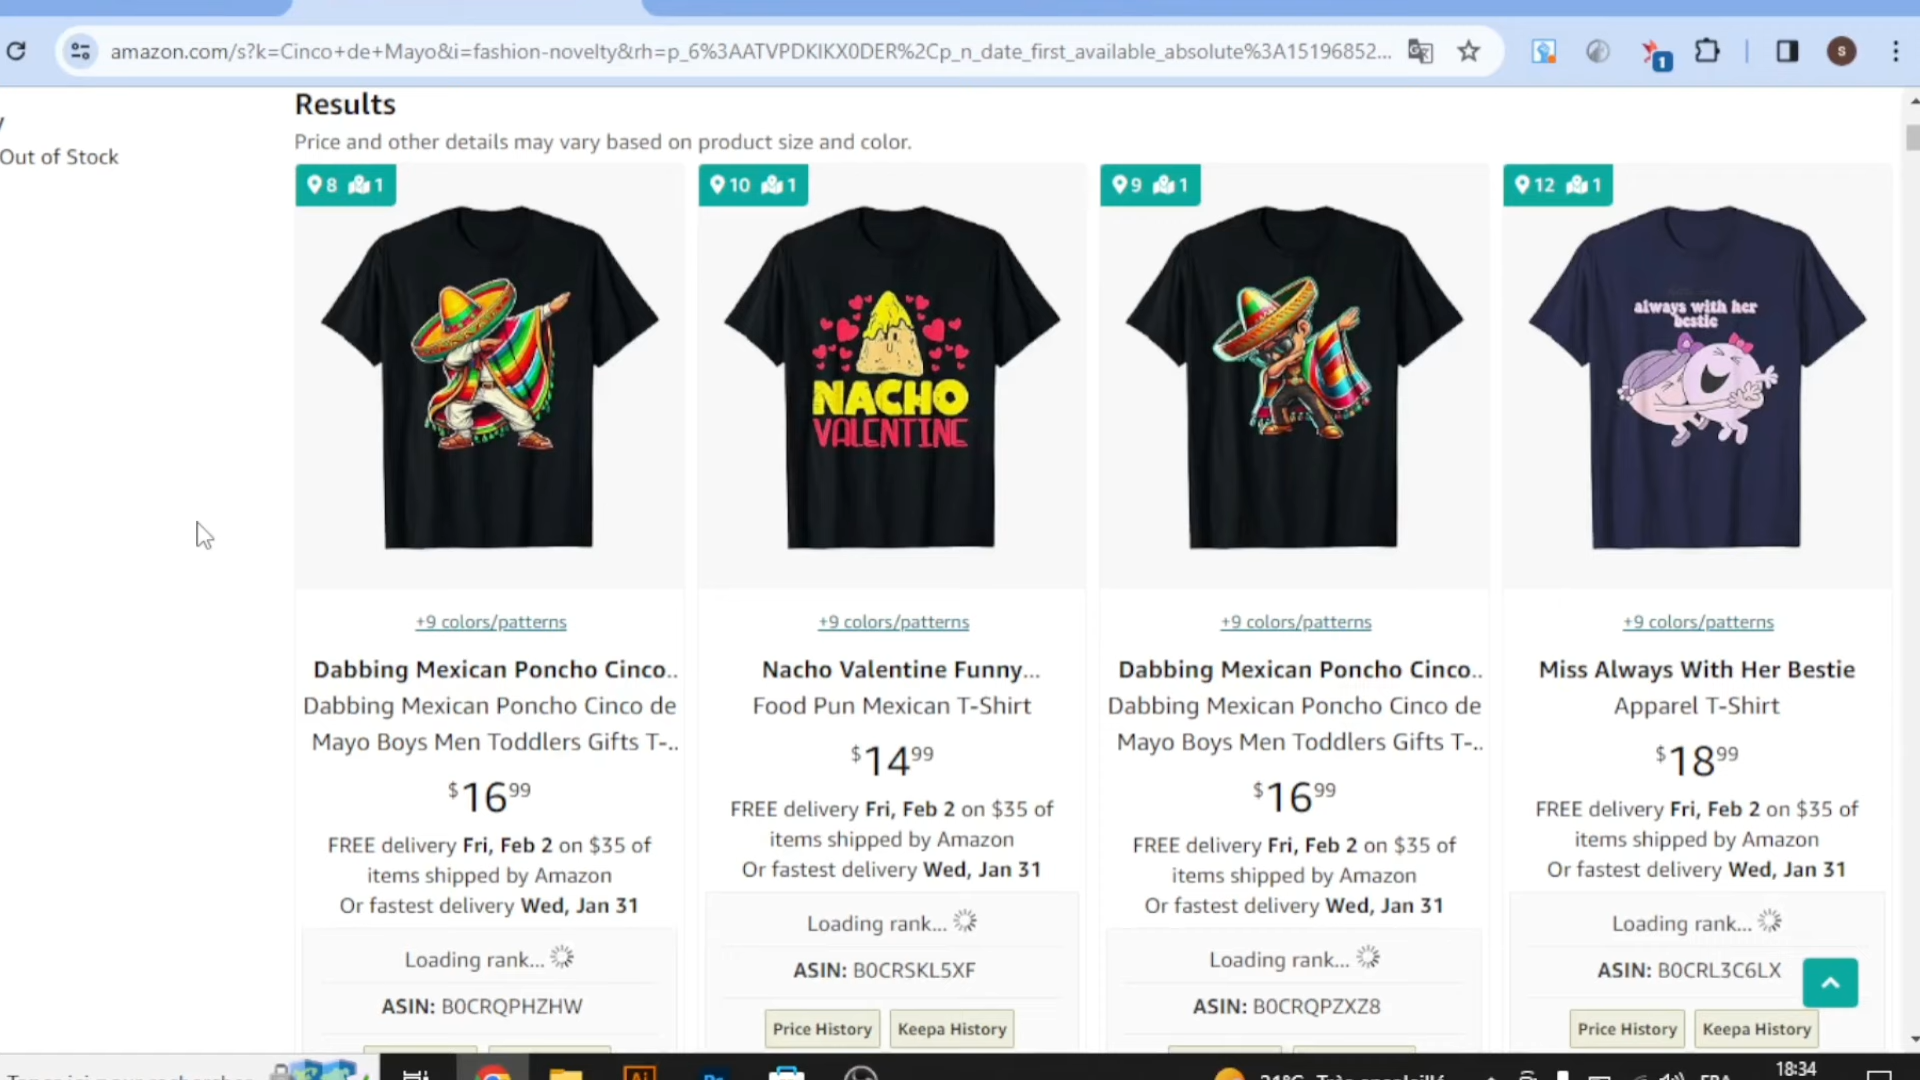 amazon.com/s?k=Cinco+de+Mayo&i=fashion-novelty&rh=p_6%3AATVPDKIKX0DER%2Cp_n_date_first_available_absolute%3A15196852...
1
S
Results
Price and other details may vary based on product size and color.
Out of Stock
8 1
10 1
9 1
12 1
NACHO
VALENTINE
always with her
bestie
+9 colors/patterns
+9 colors/patterns
+9 colors/patterns
+9 colors/patterns
Dabbing Mexican Poncho Cinco..
Dabbing Mexican Poncho Cinco de
Mayo Boys Men Toddlers Gifts T-..
$16.99
FREE delivery Fri, Feb 2 on $35 of
items shipped by Amazon
Or fastest delivery Wed, Jan 31
Loading rank...
ASIN: B0CRQPHZHW
Nacho Valentine Funny...
Food Pun Mexican T-Shirt
$14.99
FREE delivery Fri, Feb 2 on $35 of
items shipped by Amazon
Or fastest delivery Wed, Jan 31
Loading rank...
ASIN: B0CRSKL5XF
Price History Keepa History
Dabbing Mexican Poncho Cinco..
Dabbing Mexican Poncho Cinco de
Mayo Boys Men Toddlers Gifts T-..
$16.99
FREE delivery Fri, Feb 2 on $35 of
items shipped by Amazon
Or fastest delivery Wed, Jan 31
Loading rank...
ASIN: B0CRQPZXZ8
Miss Always With Her Bestie
Apparel T-Shirt
$18.99
FREE delivery Fri, Feb 2 on $35 of
items shipped by Amazon
Or fastest delivery Wed, Jan 31
Loading rank...
ASIN: B0CRL3C6LX
Price History Keepa History
18:34